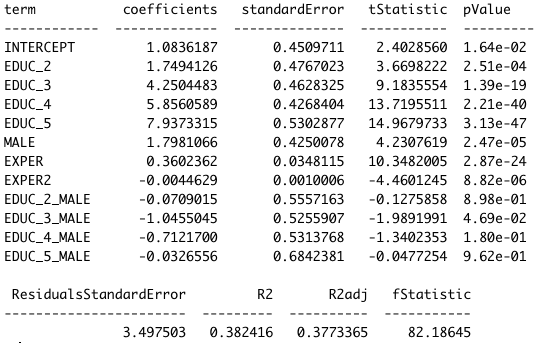 term coefficients standardError tStatistic pValue
------------ ------------- ------------- ----------- -----------
INTERCEPT 1.0836187 0.4509711 2.4028560 1.64e-02
EDUC_2 1.7494126 0.4767023 3.6698222 2.51e-04
EDUC_3 4.2504483 0.4628325 9.1835554 1.39e-19
EDUC_4 5.8560589 0.4268404 13.7195511 2.21e-40
EDUC_5 7.9373315 0.5302877 14.9679733 3.13e-47
MALE 1.7981066 0.4250078 4.2307619 2.47e-05
EXPER 0.3602362 0.0348115 10.3482005 2.87e-24
EXPER2 -0.0044629 0.0010006 -4.4601245 8.82e-06
EDUC_2_MALE -0.0709015 0.5557163 -0.1275858 8.98e-01
EDUC_3_MALE -1.0455045 0.5255907 -1.9891991 4.69e-02
EDUC_4_MALE -0.7121700 0.5313768 -1.3402353 1.80e-01
EDUC_5_MALE -0.0326556 0.6842381 -0.0477254 9.62e-01
ResidualsStandardError R2 R2adj fStatistic
----------------------- --------- ---------- -----------
3.497503 0.382416 0.3773365 82.18645